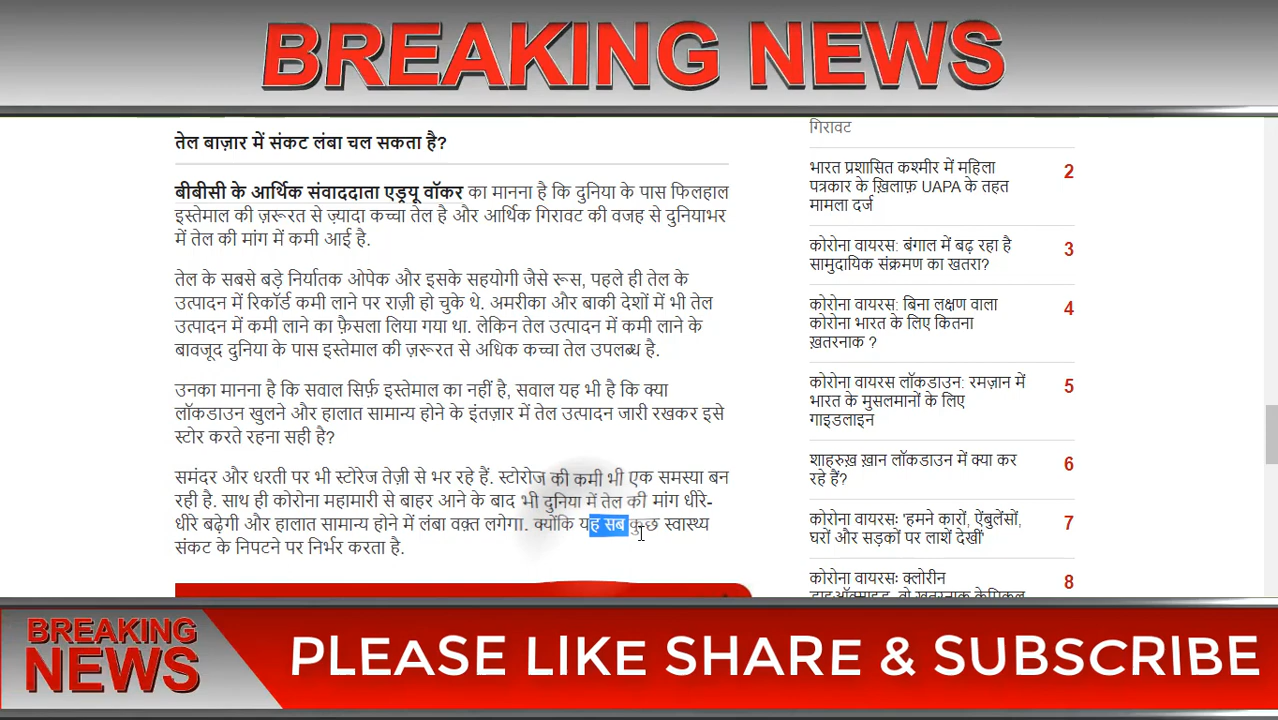 BREAKING NEWS
तेल बाज़ार में संकट लंबा चल सकता है?
बीबीसी के आर्थिक संवाददाता एड्र्यू वॉकर का मानना है कि दुनिया के पास फिलहाल
इस्तेमाल की ज़रूरत से ज़्यादा कच्चा तेल है और आर्थिक गिरावट की वजह से दुनियाभर
में तेल की मांग में कमी आई है.
तेल के सबसे बड़े निर्यातक ओपेक और इसके सहयोगी जैसे रूस, पहले ही तेल के
उत्पादन में रिकॉर्ड कमी लाने पर राज़ी हो चुके थे. अमरीका और बाकी देशों में भी तेल
उत्पादन में कमी लाने का फ़ैसला लिया गया था. लेकिन तेल उत्पादन में कमी लाने के
बावजूद दुनिया के पास इस्तेमाल की ज़रूरत से अधिक कच्चा तेल उपलब्ध है.
उनका मानना है कि सवाल सिर्फ़ इस्तेमाल का नहीं है, सवाल यह भी है कि क्या
लॉकडाउन खुलने और हालात सामान्य होने के इंतज़ार में तेल उत्पादन जारी रखकर इसे
स्टोर करते रहना सही है?
समंदर और धरती पर भी स्टोरेज तेज़ी से भर रहे हैं. स्टोरोज की कमी भी एक समस्या बन
रही है. साथ ही कोरोना महामारी से बाहर आने के बाद भी दुनिया में तेल की मांग धीरे-
धीरे बढ़ेगी और हालात सामान्य होने में लंबा वक़्त लगेगा. क्योंकि यह सब कुछ स्वास्थ्य
संकट के निपटने पर निर्भर करता है.
गिरावट
भारत प्रशासित कश्मीर में महिला 2
पत्रकार के ख़िलाफ़ UAPA के तहत
मामला दर्ज
कोरोना वायरस: बंगाल में बढ़ रहा है 3
सामुदायिक संक्रमण का खतरा?
कोरोना वायरस: बिना लक्षण वाला 4
कोरोना भारत के लिए कितना
ख़तरनाक ?
कोरोना वायरस लॉकडाउन: रमज़ान में 5
भारत के मुसलमानों के लिए
गाइडलाइन
शाहरुख़ ख़ान लॉकडाउन में क्या कर 6
रहे हैं?
कोरोना वायरसः 'हमने कारों, ऐंबुलेंसों, 7
घरों और सड़कों पर लाशें देखीं'
कोरोना वायरसः क्लोरीन 8
BREAKING
NEWS
PLEASE LIKE SHARE & SUBSCRIBE